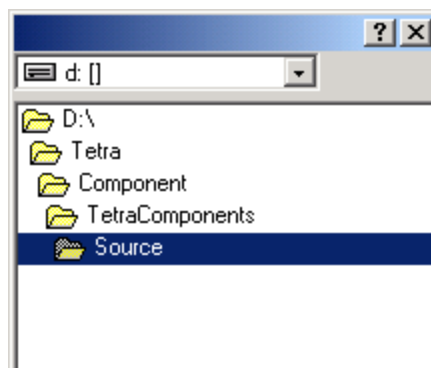 ?
d: []
D:\
Tetra
Component
TetraComponents
Source